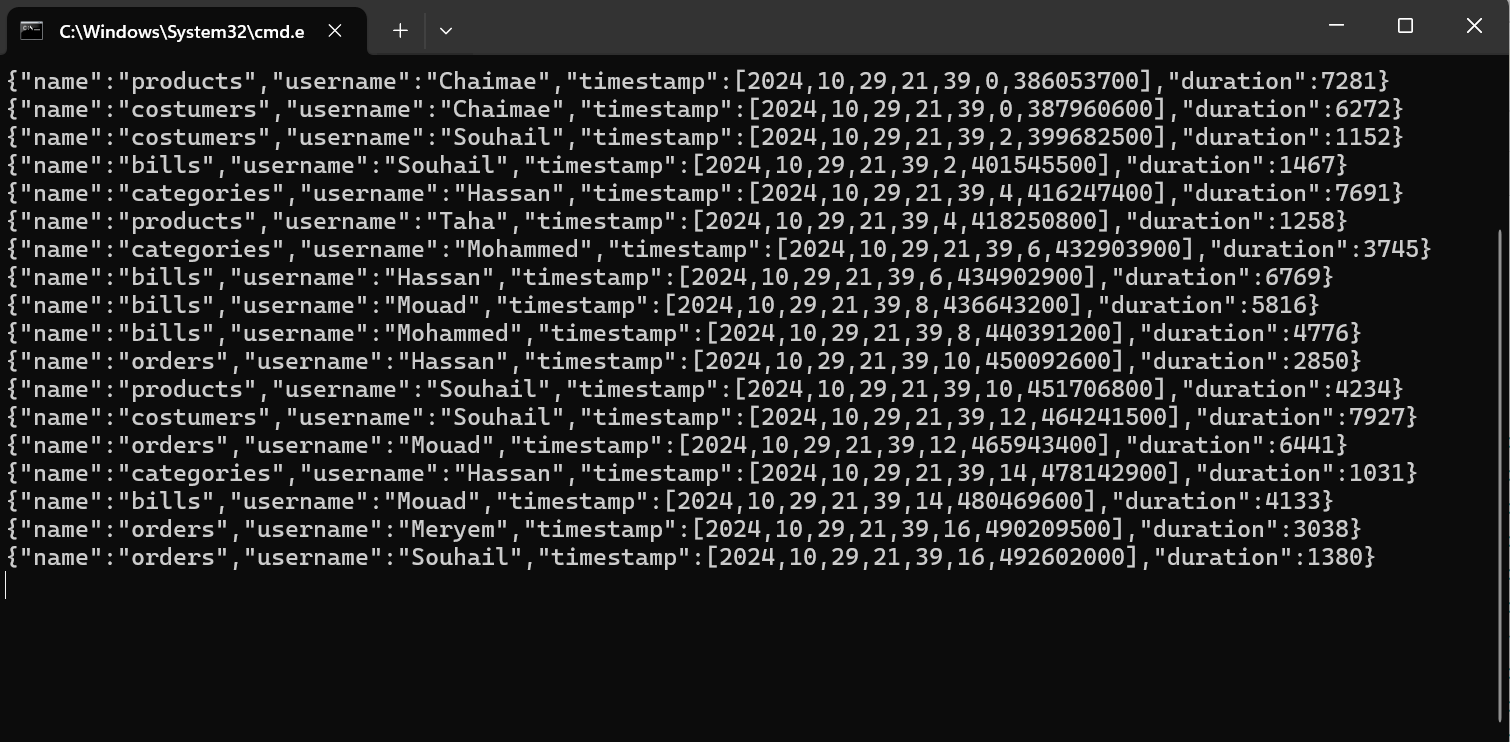 C:\Windows\System32\cmd.e
{"name":"products","username":"Chaimae","timestamp":[2024,10,29,21,39,0,386053700],"duration":7281}
{"name":"costumers","username":"Chaimae","timestamp":[2024,10,29,21,39,0,387960600],"duration":6272}
{"name":"costumers","username":"Souhail","timestamp":[2024,10,29,21,39,2,399682500],"duration":1152}
{"name":"bills","username":"Souhail","timestamp":[2024,10,29,21,39,2,401545500],"duration":1467}
{"name":"categories","username":"Hassan","timestamp":[2024,10,29,21,39,4,416247400],"duration":7691}
{"name":"products","username":"Taha","timestamp":[2024,10,29,21,39,4,418250800],"duration":1258}
{"name":"categories","username":"Mohammed","timestamp":[2024,10,29,21,39,6,432903900],"duration":3745}
{"name":"bills","username":"Hassan","timestamp":[2024,10,29,21,39,6,434902900],"duration":6769}
{"name":"bills","username":"Mouad","timestamp":[2024,10,29,21,39,8,436643200],"duration":5816}
{"name":"bills","username":"Mohammed","timestamp":[2024,10,29,21,39,8,440391200],"duration":4776}
{"name":"orders","username":"Hassan","timestamp":[2024,10,29,21,39,10,450092600],"duration":2850}
{"name":"products","username":"Souhail","timestamp":[2024,10,29,21,39,10,451706800],"duration":4234}
{"name":"costumers","username":"Souhail","timestamp":[2024,10,29,21,39,12,464241500],"duration":7927}
{"name":"orders","username":"Mouad","timestamp":[2024,10,29,21,39,12,465943400],"duration":6441}
{"name":"categories","username":"Hassan","timestamp":[2024,10,29,21,39,14,478142900],"duration":1031}
{"name":"bills","username":"Mouad","timestamp":[2024,10,29,21,39,14,480469600],"duration":4133}
{"name":"orders","username":"Meryem","timestamp":[2024,10,29,21,39,16,490209500],"duration":3038}
{"name":"orders","username":"Souhail","timestamp":[2024,10,29,21,39,16,492602000],"duration":1380}